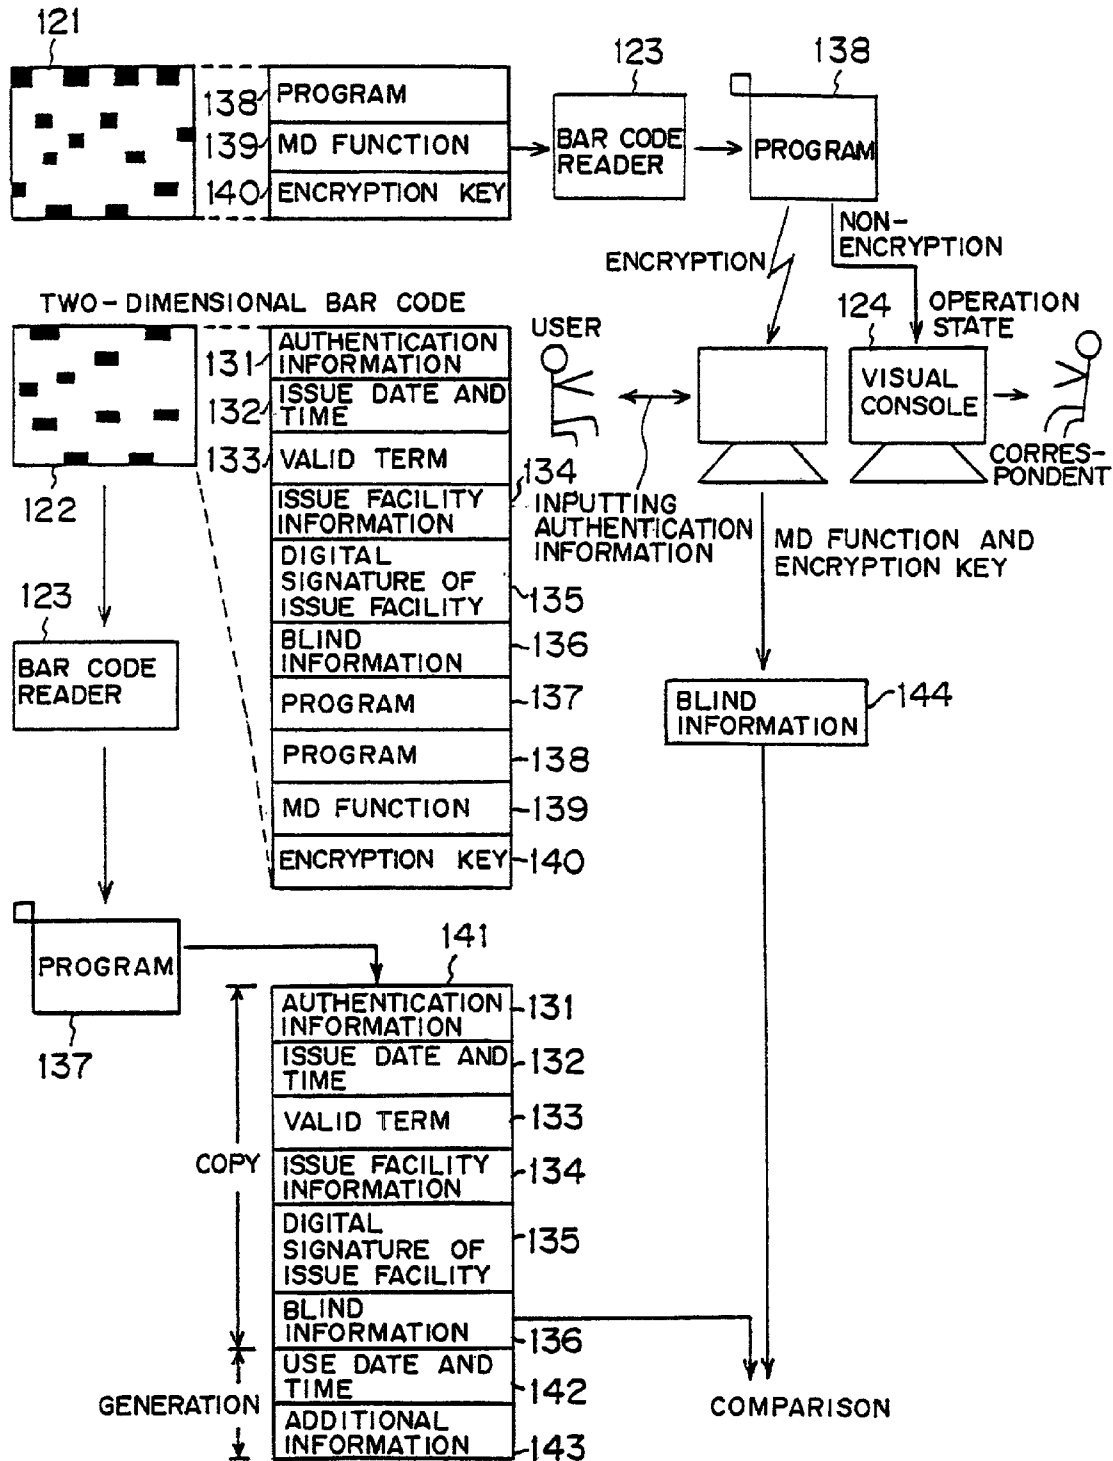 121
138
PROGRAM
139
MD FUNCTION
140
ENCRYPTION KEY
123
BAR CODE
READER
138
PROGRAM
ENCRYPTION
NON-
ENCRYPTION
TWO-DIMENSIONAL BAR CODE
122
131
AUTHENTICATION
INFORMATION
132
ISSUE DATE AND
TIME
133
VALID TERM
134
ISSUE FACILITY
INFORMATION
DIGITAL
SIGNATURE OF
ISSUE FACILITY
135
BLIND
INFORMATION
136
PROGRAM
137
PROGRAM
138
MD FUNCTION
139
ENCRYPTION KEY
140
USER
INPUTTING
AUTHENTICATION
INFORMATION
124
OPERATION
STATE
VISUAL
CONSOLE
CORRES-
PONDENT
MD FUNCTION AND
ENCRYPTION KEY
BLIND
INFORMATION
144
123
BAR CODE
READER
PROGRAM
137
141
AUTHENTICATION
INFORMATION
131
ISSUE DATE AND
TIME
132
VALID TERM
133
ISSUE FACILITY
INFORMATION
134
DIGITAL
SIGNATURE OF
ISSUE FACILITY
135
BLIND
INFORMATION
136
USE DATE AND
TIME
142
ADDITIONAL
INFORMATION
143
COPY
GENERATION
COMPARISON